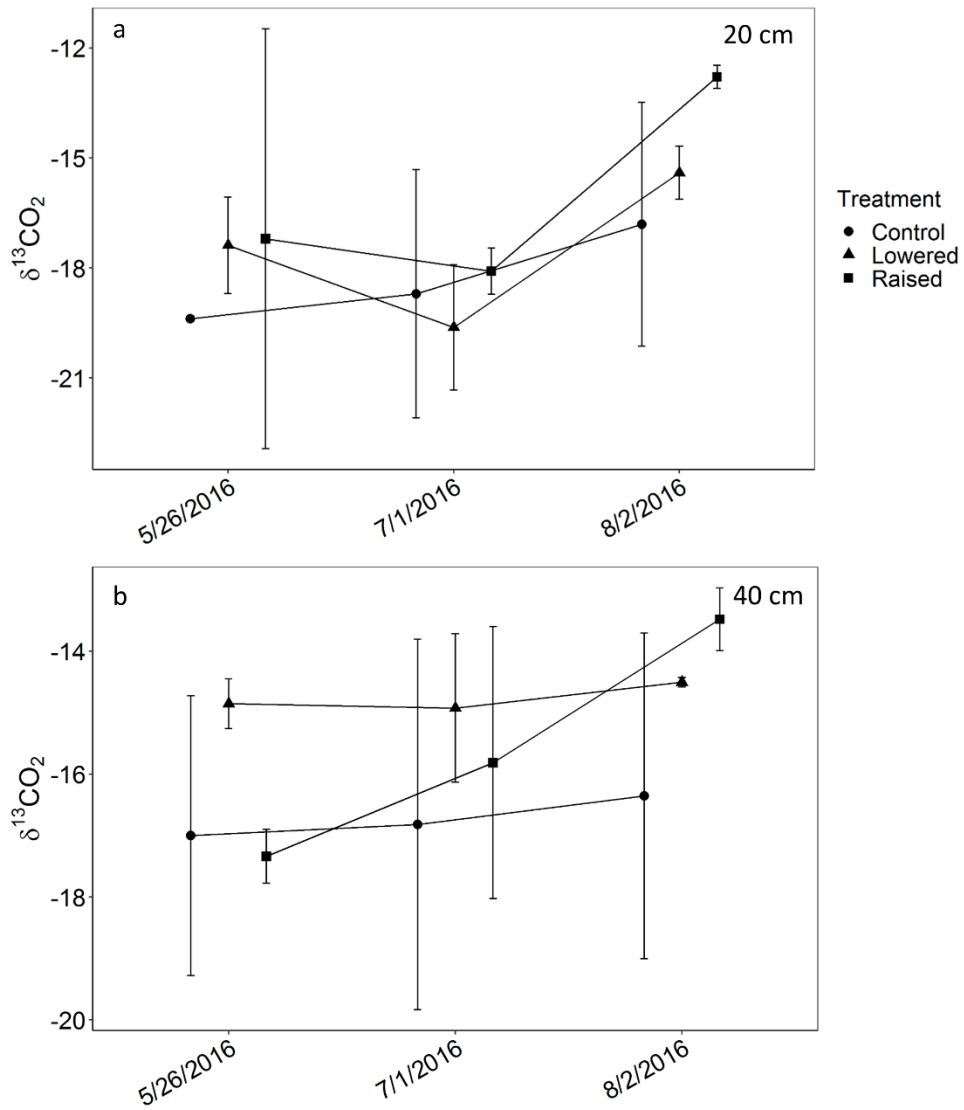 a
20 cm
-12
-15
-18
-21
δ¹³CO₂
5/26/2016
7/1/2016
8/2/2016
Treatment
Control
Lowered
Raised
b
40 cm
-14
-16
-18
-20
δ¹³CO₂
5/26/2016
7/1/2016
8/2/2016